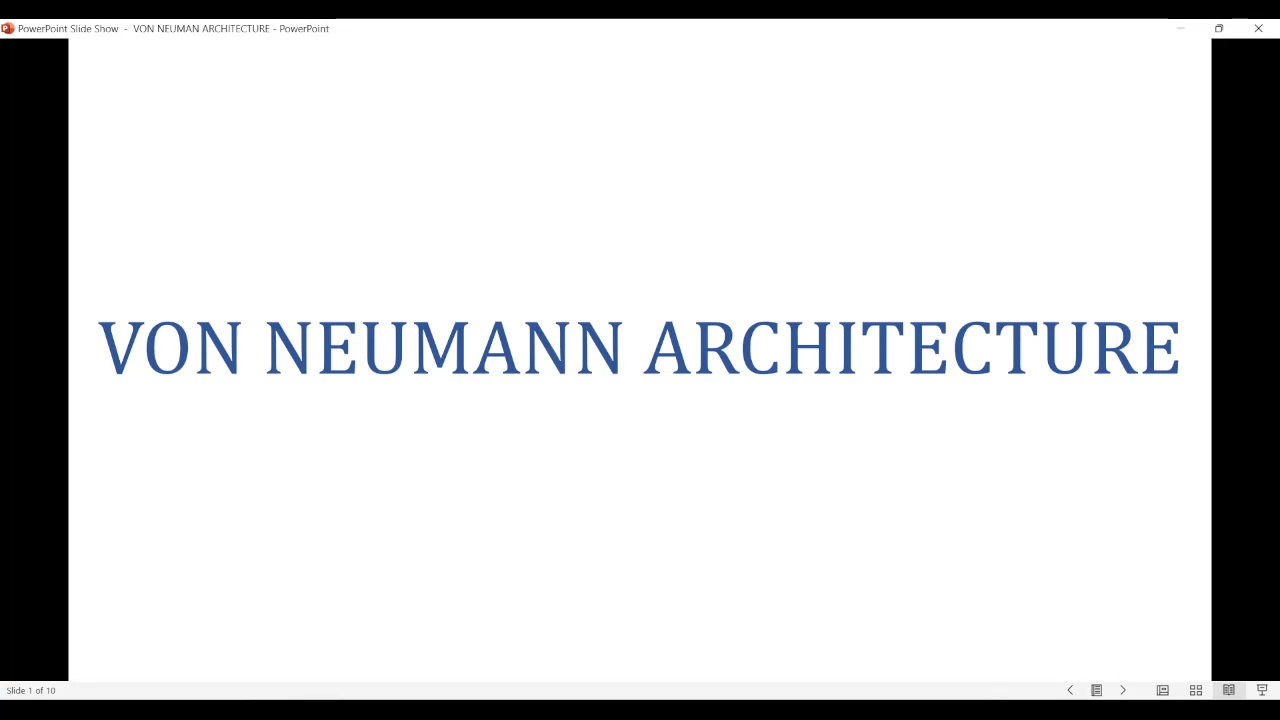 PowerPoint Slide Show - VON NEUMAN ARCHITECTURE - PowerPoint
VON NEUMANN ARCHITECTURE
Slide 1 of 10